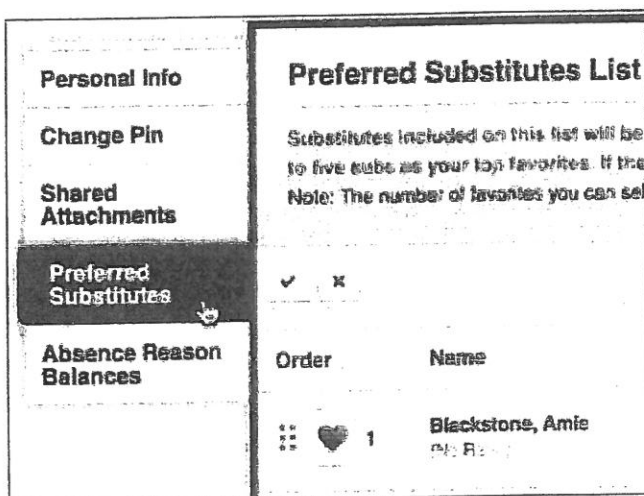 Personal Info
Change Pin
Shared
Attachments
Preferred
Substitutes
Absence Reason
Balances
Preferred Substitutes List
Substitutes included on this list will be
to five subs as your top favorites. If the
Note: The number of favorites you can sel
Order Name
1 Blackstone, Amie